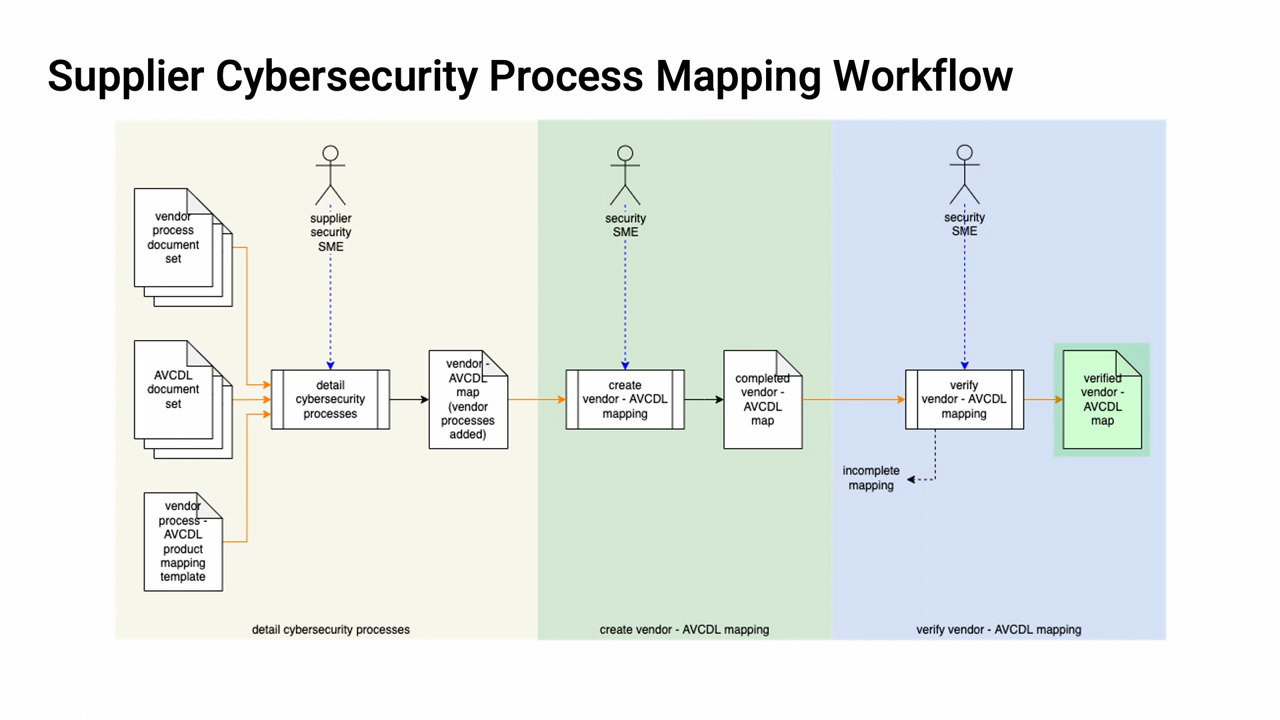 Supplier Cybersecurity Process Mapping Workflow
vendor
process
document
set
supplier
security
SME
security
SME
security
SME
AVCDL
document
set
detail
cybersecurity
processes
vendor -
AVCDL
map
(vendor
processes
added)
create
vendor - AVCDL
mapping
completed
vendor -
AVCDL
map
verify
vendor - AVCDL
mapping
verified
vendor -
AVCDL
map
incomplete
mapping
vendor
process -
AVCDL
product
mapping
template
detail cybersecurity processes
create vendor - AVCDL mapping
verify vendor - AVCDL mapping